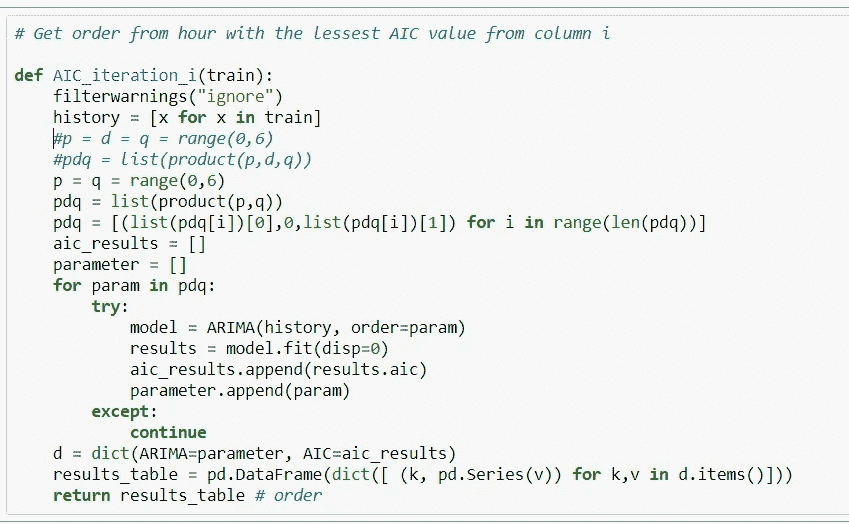 # Get order from hour with the lessest AIC value from column i
def AIC_iteration_i(train):
    filterwarnings("ignore")
    history = [x for x in train]
    #p = d = q = range(0,6)
    #pdq = list(product(p,d,q))
    p = q = range(0,6)
    pdq = list(product(p,q))
    pdq = [(list(pdq[i])[0],0,list(pdq[i])[1]) for i in range(len(pdq))]
    aic_results = []
    parameter = []
    for param in pdq:
        try:
            model = ARIMA(history, order=param)
            results = model.fit(disp=0)
            aic_results.append(results.aic)
            parameter.append(param)
        except:
            continue
    d = dict(ARIMA=parameter, AIC=aic_results)
    results_table = pd.DataFrame(dict([ (k, pd.Series(v)) for k,v in d.items()]))
    return results_table # order